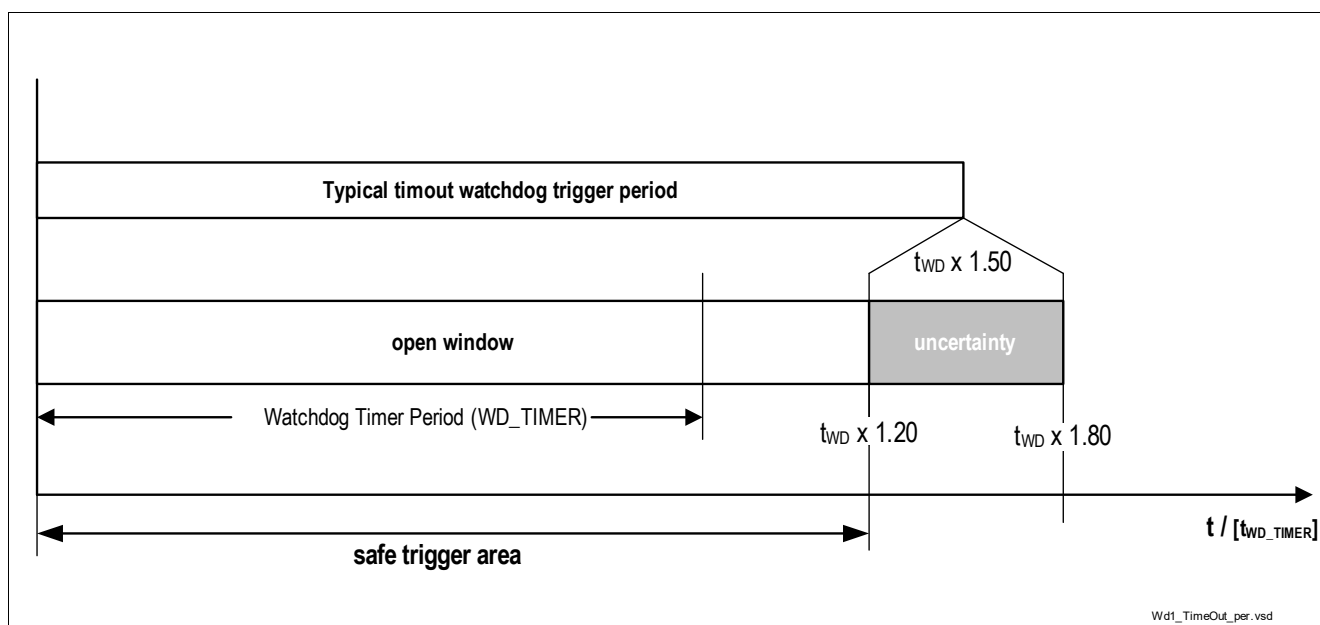 Typical timout watchdog trigger period
tWD x 1.50
open window
uncertainty
Watchdog Timer Period (WD_TIMER)
tWD x 1.20
tWD x 1.80
t / [tWD_TIMER]
safe trigger area
Wd1_TimeOut_per.vsd